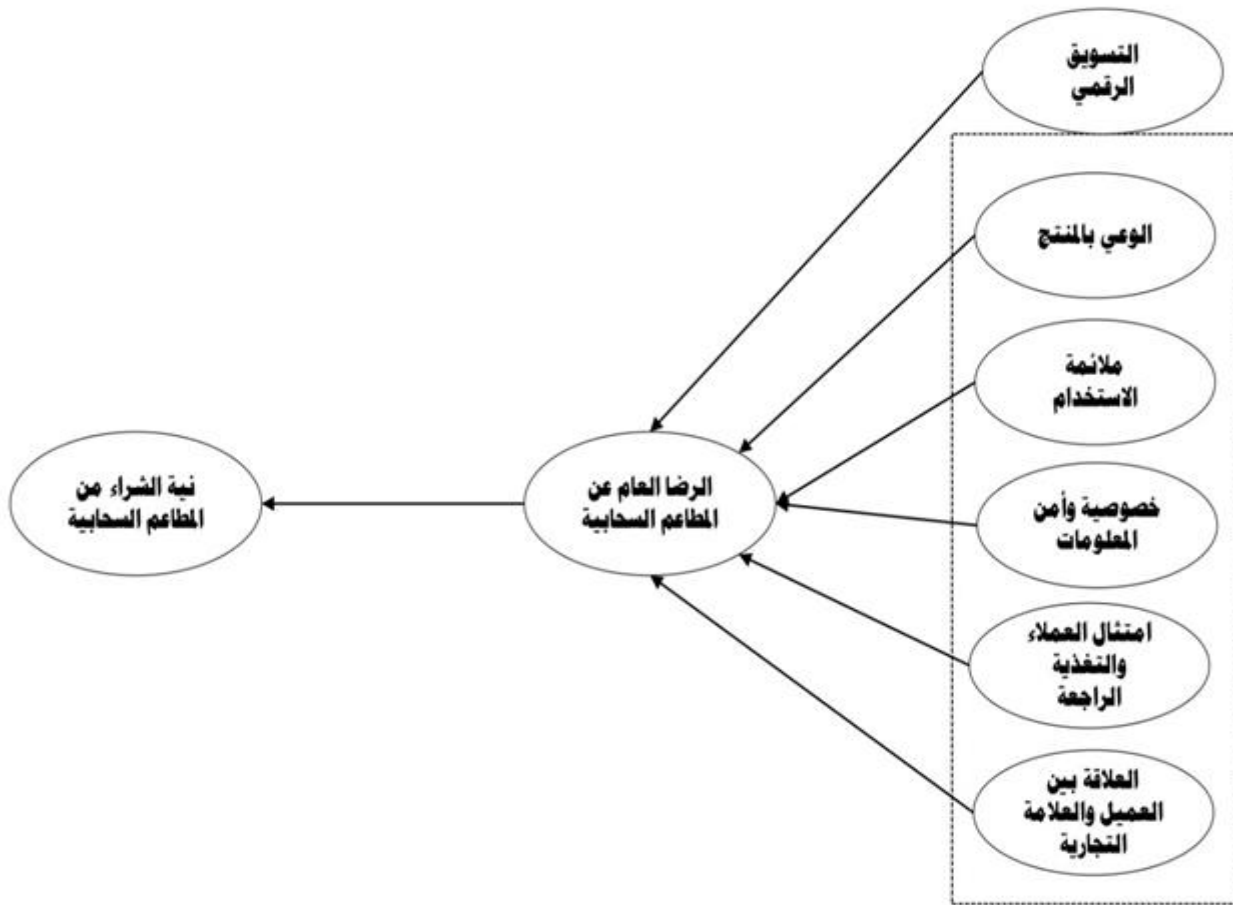 التسويق
الرقمي
الوعي بالمنتج
ملائمة
الاستخدام
خصوصية وأمن
المعلومات
امتثال العملاء
والتغذية
الراجعة
العلاقة بين
العميل والعلامة
التجارية
الرضا العام عن
المطاعم السحابية
نية الشراء من
المطاعم السحابية